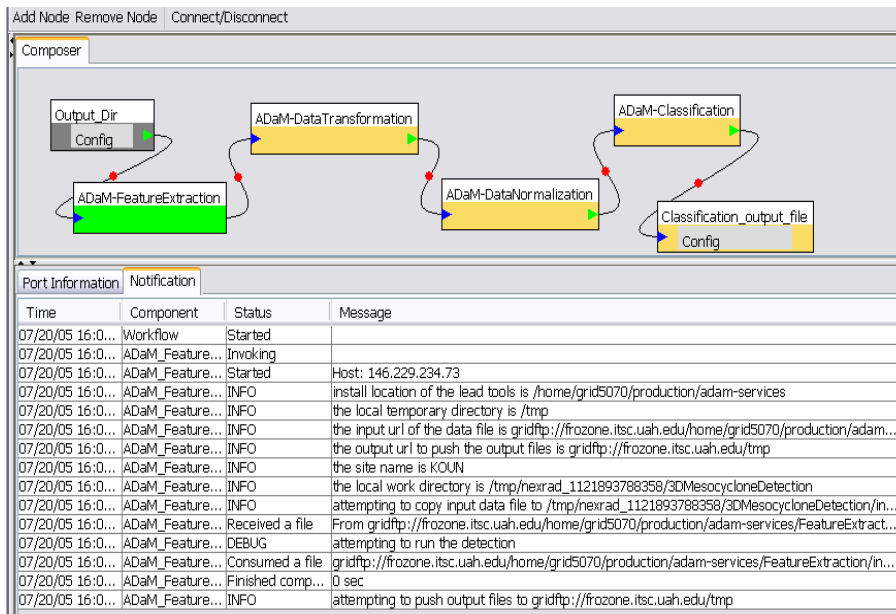 Add Node Remove Node Connect/Disconnect
Composer
Output_Dir
Config
ADaM-DataTransformation
ADaM-Classification
ADaM-FeatureExtraction
ADaM-DataNormalization
Classification_output_file
Config
Port Information Notification
Time Component Status Message
07/20/05 16:0... Workflow Started
07/20/05 16:0... ADaM_Feature... Invoking
07/20/05 16:0... ADaM_Feature... Started Host: 146.229.234.73
07/20/05 16:0... ADaM_Feature... INFO install location of the lead tools is /home/grid5070/production/adam-services
07/20/05 16:0... ADaM_Feature... INFO the local temporary directory is /tmp
07/20/05 16:0... ADaM_Feature... INFO the input url of the data file is gridftp://frozone.itsc.uah.edu/home/grid5070/production/adam...
07/20/05 16:0... ADaM_Feature... INFO the output url to push the output files is gridftp://frozone.itsc.uah.edu/tmp
07/20/05 16:0... ADaM_Feature... INFO the site name is KOUN
07/20/05 16:0... ADaM_Feature... INFO the local work directory is /tmp/nexrad_1121893788358/3DMesocycloneDetection
07/20/05 16:0... ADaM_Feature... INFO attempting to copy input data file to /tmp/nexrad_1121893788358/3DMesocycloneDetection/in...
07/20/05 16:0... ADaM_Feature... Received a file From gridftp://frozone.itsc.uah.edu/home/grid5070/production/adam-services/FeatureExtract...
07/20/05 16:0... ADaM_Feature... DEBUG attempting to run the detection
07/20/05 16:0... ADaM_Feature... Consumed a file gridftp://frozone.itsc.uah.edu/home/grid5070/production/adam-services/FeatureExtraction/in...
07/20/05 16:0... ADaM_Feature... Finished comp... 0 sec
07/20/05 16:0... ADaM_Feature... INFO attempting to push output files to gridftp://frozone.itsc.uah.edu/tmp